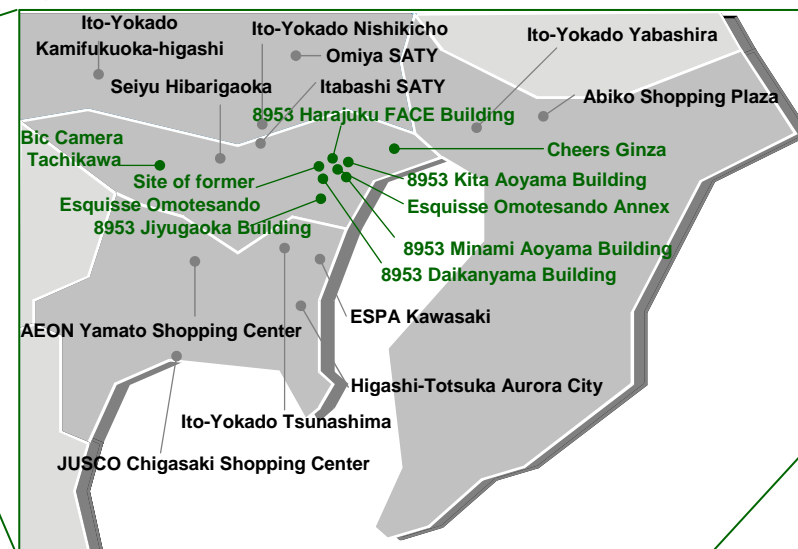 Ito-Yokado
Kamifukuoka-higashi
Ito-Yokado Nishikicho
Omiya SATY
Ito-Yokado Yabashira
Seiyu Hibarigaoka
Itabashi SATY
Abiko Shopping Plaza
8953 Harajuku FACE Building
Bic Camera
Tachikawa
Cheers Ginza
Site of former
Esquisse Omotesando
8953 Kita Aoyama Building
Esquisse Omotesando Annex
8953 Jiyugaoka Building
8953 Minami Aoyama Building
8953 Daikanyama Building
ESPA Kawasaki
AEON Yamato Shopping Center
Higashi-Totsuka Aurora City
Ito-Yokado Tsunashima
JUSCO Chigasaki Shopping Center